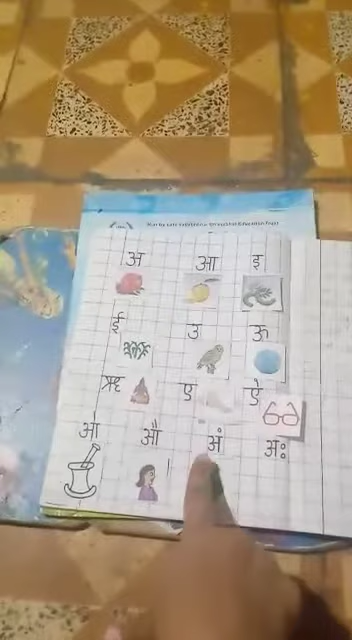 अ आ इ
ई उ ऊ
ऋ ए ऐ
ओ औ अं अः